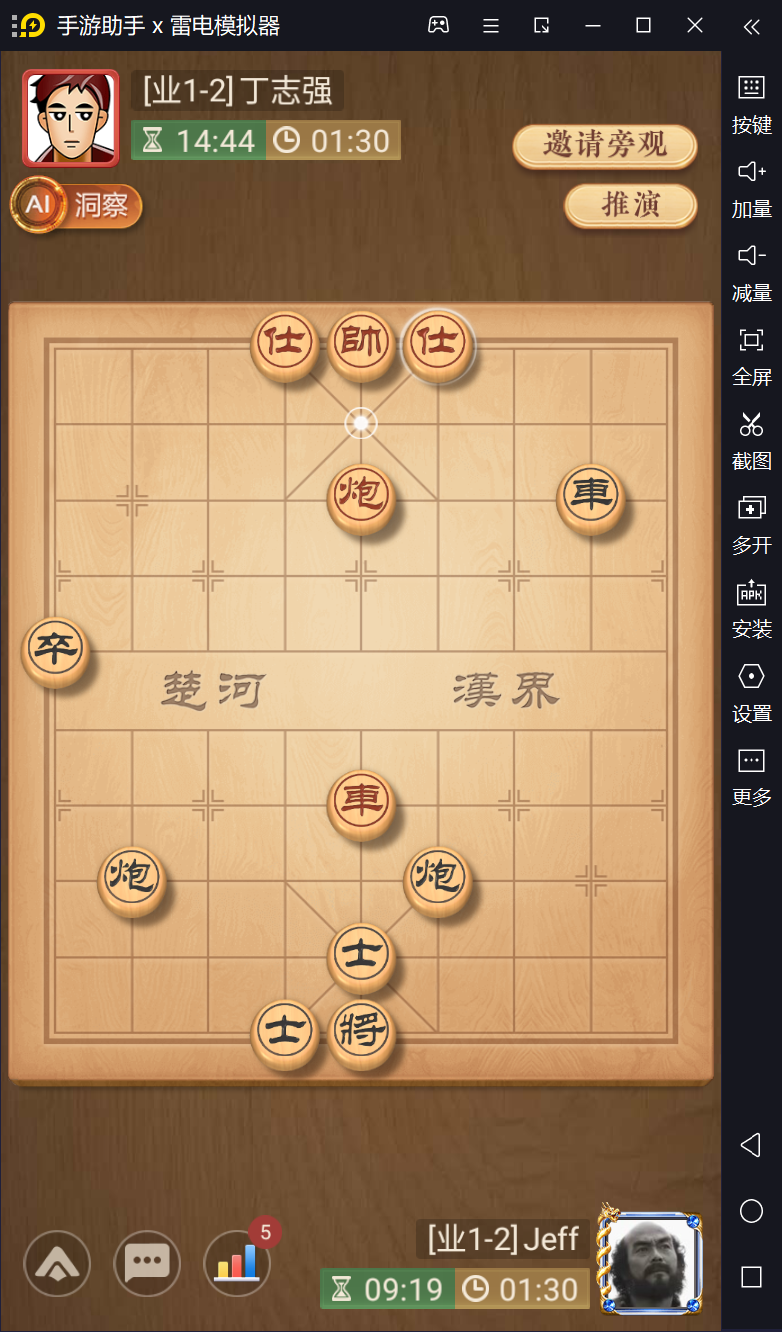 手游助手 x 雷电模拟器
[业1-2]丁志强
14:44 01:30
邀请旁观
AI 洞察
推演
按键
加量
减量
全屏
截图
多开
APK
安装
设置
更多
仕 帥 仕
炮 車
卒
楚河 漢界
車
炮 炮
士
士 將
5
[业1-2]Jeff
09:19 01:30